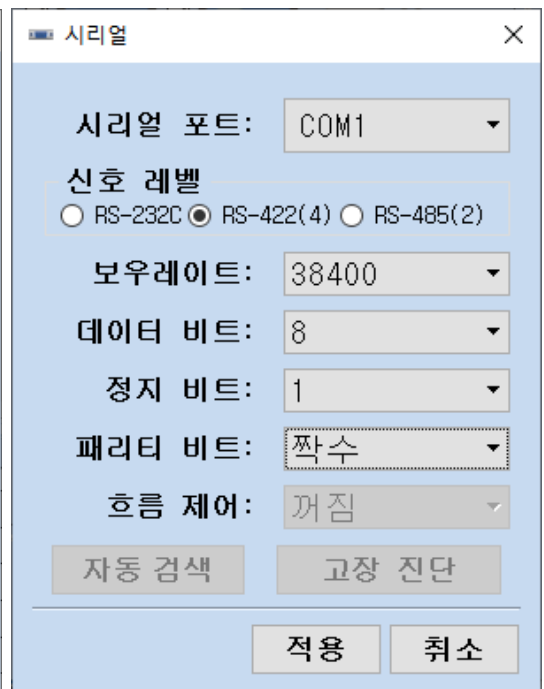 시리얼
시리얼 포트: COM1
신호 레벨
RS-232C RS-422(4) RS-485(2)
보우레이트: 38400
데이터 비트: 8
정지 비트: 1
패리티 비트: 짝수
흐름 제어: 꺼짐
자동 검색 고장 진단
적용 취소